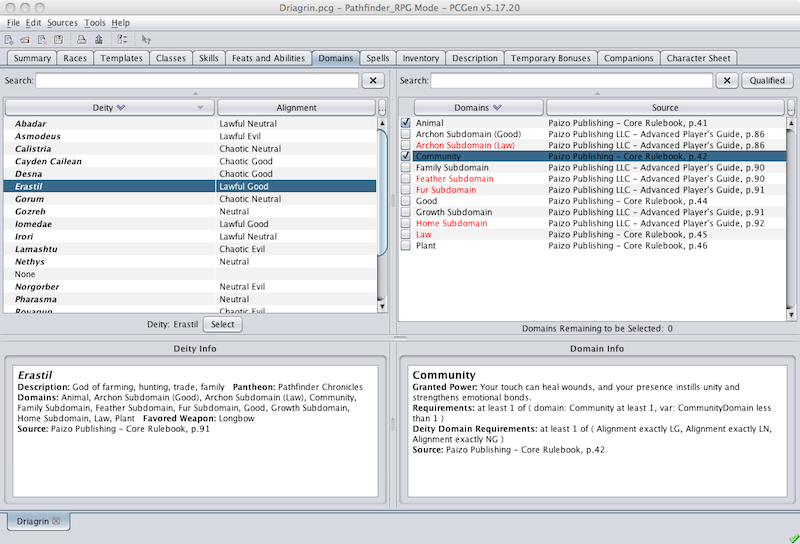 Driagrin.pcg - Pathfinder_RPG Mode - PCGen v5.17.20
File Edit Sources Tools Help
Summary Races Templates Classes Skills Feats and Abilities Domains Spells Inventory Description Temporary Bonuses Companions Character Sheet
Search:
Deity Alignment ...
Abadar Lawful Neutral
Asmodeus Lawful Evil
Calistria Chaotic Neutral
Cayden Cailean Chaotic Good
Desna Chaotic Good
Erastil Lawful Good
Gorum Chaotic Neutral
Gozreh Neutral
Iomedae Lawful Good
Irori Lawful Neutral
Lamashtu Chaotic Evil
Nethys Neutral
None
Norgorber Neutral Evil
Pharasma Neutral
Rovagug Chaotic Evil
Deity: Erastil Select
Search: Qualified
Domains Source ...
Animal Paizo Publishing - Core Rulebook, p.41
Archon Subdomain (Good) Paizo Publishing LLC - Advanced Player's Guide, p.86
Archon Subdomain (Law) Paizo Publishing LLC - Advanced Player's Guide, p.86
Community Paizo Publishing - Core Rulebook, p.42
Family Subdomain Paizo Publishing LLC - Advanced Player's Guide, p.90
Feather Subdomain Paizo Publishing LLC - Advanced Player's Guide, p.90
Fur Subdomain Paizo Publishing LLC - Advanced Player's Guide, p.91
Good Paizo Publishing - Core Rulebook, p.44
Growth Subdomain Paizo Publishing LLC - Advanced Player's Guide, p.91
Home Subdomain Paizo Publishing LLC - Advanced Player's Guide, p.92
Law Paizo Publishing - Core Rulebook, p.45
Plant Paizo Publishing - Core Rulebook, p.46
Domains Remaining to be Selected: 0
Deity Info
Erastil
Description: God of farming, hunting, trade, family Pantheon: Pathfinder Chronicles
Domains: Animal, Archon Subdomain (Good), Archon Subdomain (Law), Community,
Family Subdomain, Feather Subdomain, Fur Subdomain, Good, Growth Subdomain,
Home Subdomain, Law, Plant Favored Weapon: Longbow
Source: Paizo Publishing - Core Rulebook, p.91
Domain Info
Community
Granted Power: Your touch can heal wounds, and your presence instills unity and
strengthens emotional bonds.
Requirements: at least 1 of ( domain: Community at least 1, var: CommunityDomain less
than 1 )
Deity Domain Requirements: at least 1 of ( Alignment exactly LG, Alignment exactly LN,
Alignment exactly NG )
Source: Paizo Publishing - Core Rulebook, p.42
Driagrin